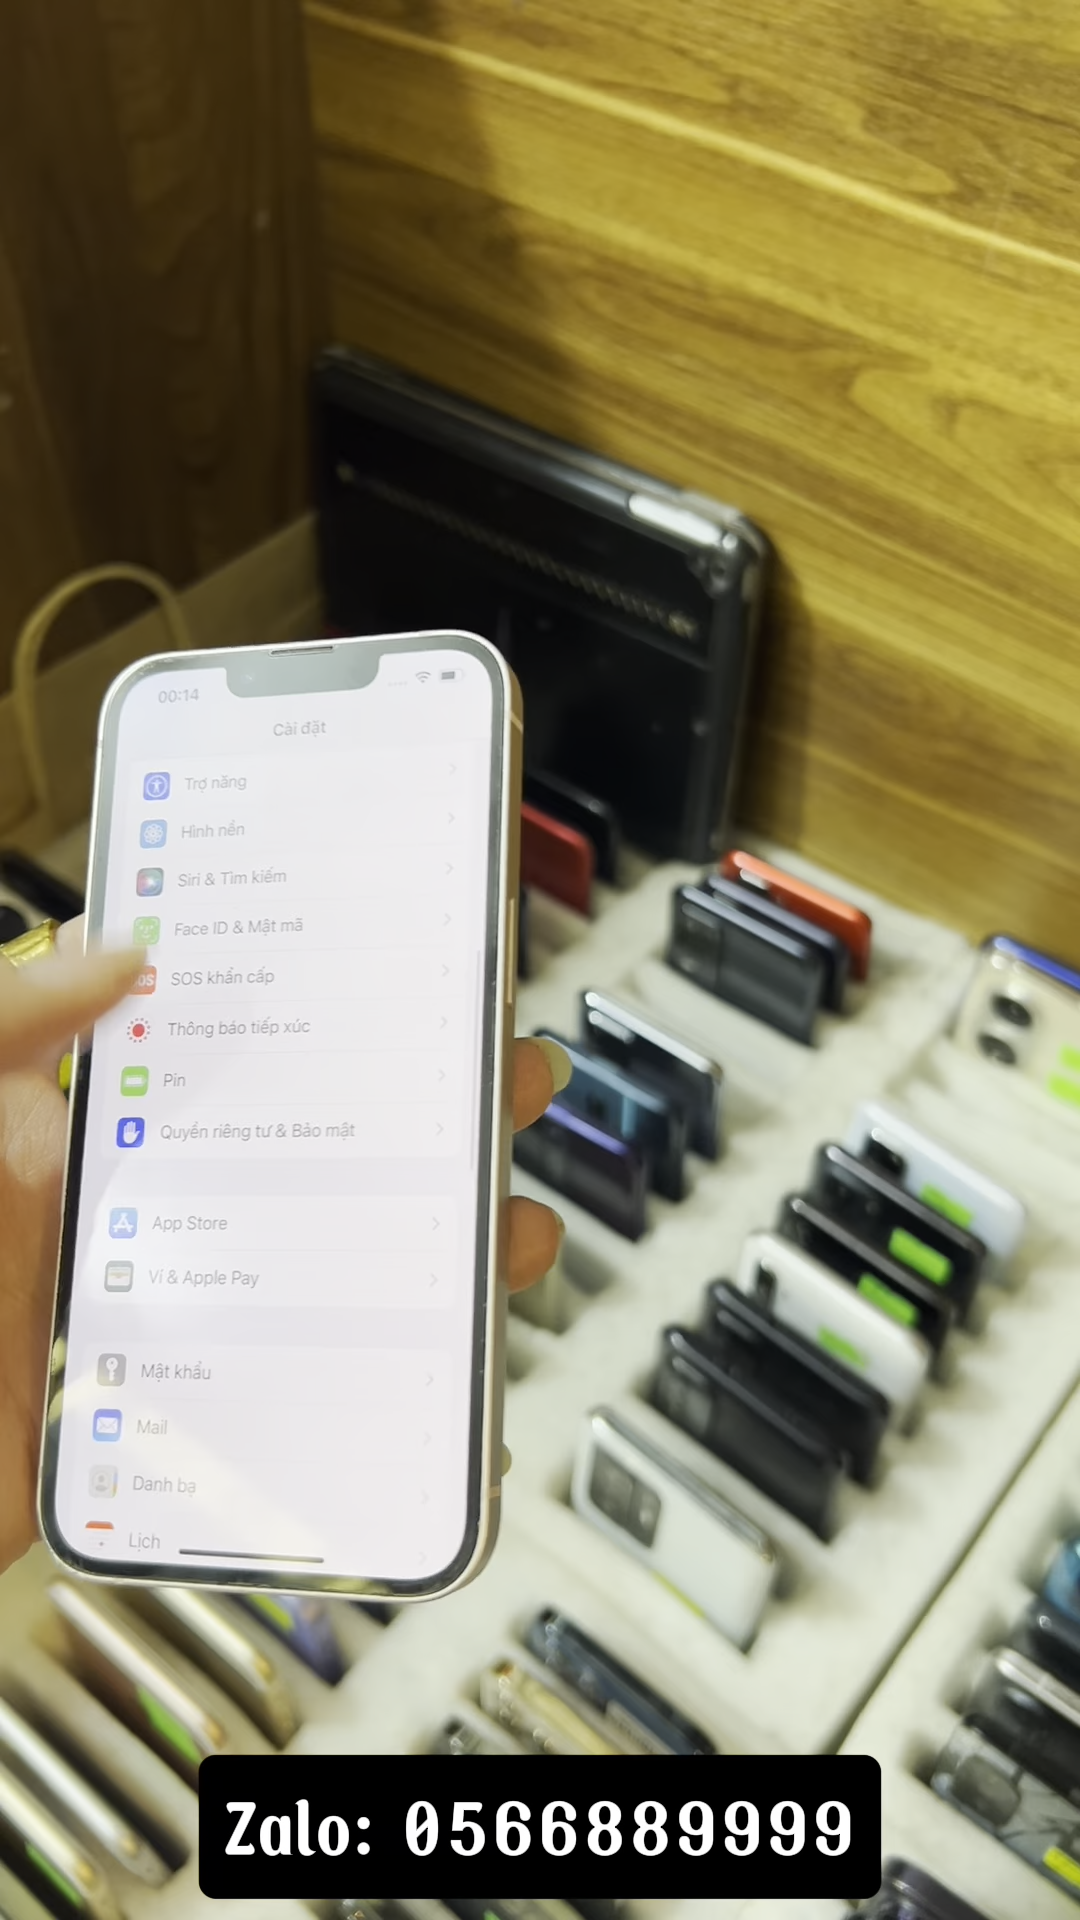 00:14
Cài đặt
Trợ năng
Hình nền
Siri & Tìm kiếm
Face ID & Mật mã
SOS khẩn cấp
Thông báo tiếp xúc
Pin
Quyền riêng tư & Bảo mật
App Store
Ví & Apple Pay
Mật khẩu
Mail
Danh bạ
Lịch
Zalo: 0566889999